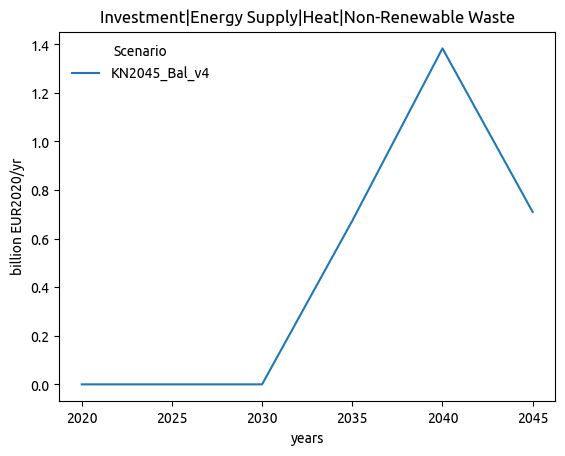 Investment|Energy Supply|Heat|Non-Renewable Waste
Scenario
KN2045_Bal_v4
billion EUR2020/yr
1.4
1.2
1.0
0.8
0.6
0.4
0.2
0.0
2020 2025 2030 2035 2040 2045
years